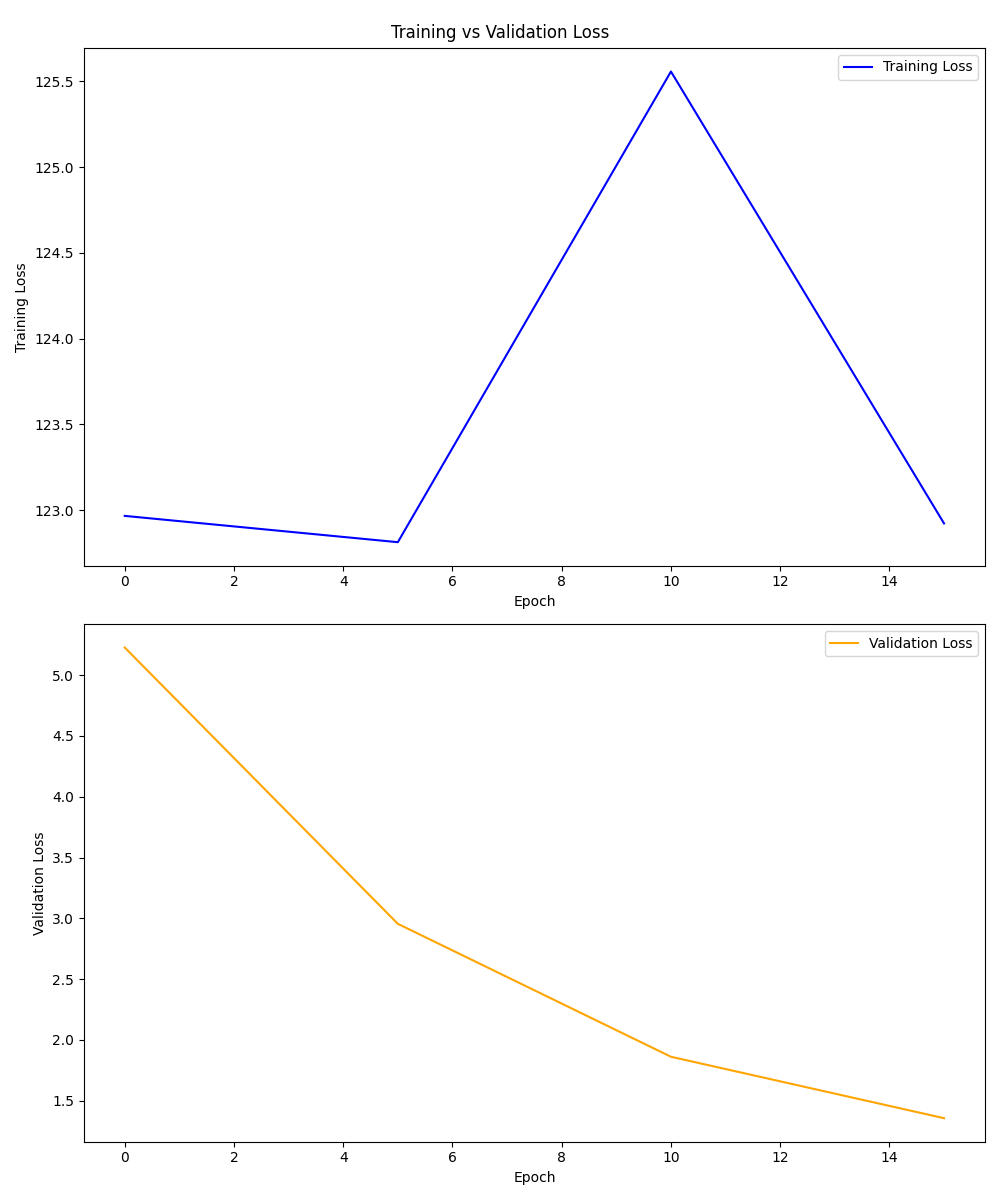 Training vs Validation Loss
Training Loss
125.5
125.0
124.5
124.0
123.5
123.0
Training Loss
0 2 4 6 8 10 12 14
Epoch
Validation Loss
5.0
4.5
4.0
3.5
3.0
2.5
2.0
1.5
Validation Loss
0 2 4 6 8 10 12 14
Epoch